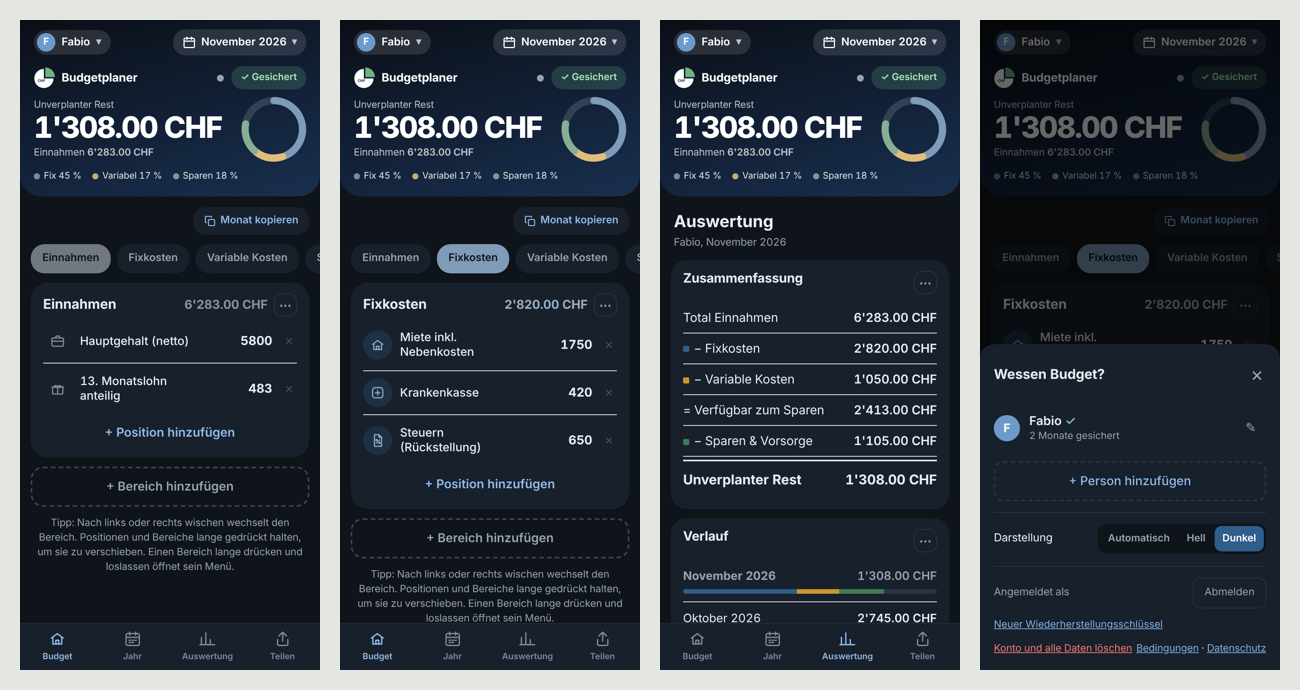 F Fabio ▾
November 2026 ▾
CHF Budgetplaner
✓ Gesichert
Unverplanter Rest
1'308.00 CHF
Einnahmen 6'283.00 CHF
Fix 45 % Variabel 17 % Sparen 18 %
Monat kopieren
Einnahmen Fixkosten Variable Kosten S
Einnahmen 6'283.00 CHF ...
Hauptgehalt (netto) 5800 ×
13. Monatslohn
anteilig 483 ×
+ Position hinzufügen
+ Bereich hinzufügen
Tipp: Nach links oder rechts wischen wechselt den
Bereich. Positionen und Bereiche lange gedrückt halten,
um sie zu verschieben. Einen Bereich lange drücken und
loslassen öffnet sein Menü.
Budget Jahr Auswertung Teilen
F Fabio ▾
November 2026 ▾
CHF Budgetplaner
✓ Gesichert
Unverplanter Rest
1'308.00 CHF
Einnahmen 6'283.00 CHF
Fix 45 % Variabel 17 % Sparen 18 %
Monat kopieren
Einnahmen Fixkosten Variable Kosten S
Fixkosten 2'820.00 CHF ...
Miete inkl.
Nebenkosten 1750 ×
Krankenkasse 420 ×
Steuern
(Rückstellung) 650 ×
+ Position hinzufügen
+ Bereich hinzufügen
Tipp: Nach links oder rechts wischen wechselt den
Bereich. Positionen und Bereiche lange gedrückt halten,
um sie zu verschieben. Einen Bereich lange drücken und
loslassen öffnet sein Menü.
Budget Jahr Auswertung Teilen
F Fabio ▾
November 2026 ▾
CHF Budgetplaner
✓ Gesichert
Unverplanter Rest
1'308.00 CHF
Einnahmen 6'283.00 CHF
Fix 45 % Variabel 17 % Sparen 18 %
Auswertung
Fabio, November 2026
Zusammenfassung ...
Total Einnahmen 6'283.00 CHF
– Fixkosten 2'820.00 CHF
– Variable Kosten 1'050.00 CHF
= Verfügbar zum Sparen 2'413.00 CHF
– Sparen & Vorsorge 1'105.00 CHF
Unverplanter Rest 1'308.00 CHF
Verlauf ...
November 2026 1'308.00 CHF
Oktober 2026 2'745.00 CHF
Budget Jahr Auswertung Teilen
F Fabio ▾
November 2026 ▾
CHF Budgetplaner
✓ Gesichert
Unverplanter Rest
1'308.00 CHF
Einnahmen 6'283.00 CHF
Fix 45 % Variabel 17 % Sparen 18 %
Monat kopieren
Einnahmen Fixkosten Variable Kosten S
Fixkosten 2'820.00 CHF ...
Miete inkl. 1750
Wessen Budget? ×
F Fabio ✓
2 Monate gesichert
+ Person hinzufügen
Darstellung Automatisch Hell Dunkel
Angemeldet als Abmelden
Neuer Wiederherstellungsschlüssel
Konto und alle Daten löschen Bedingungen · Datenschutz